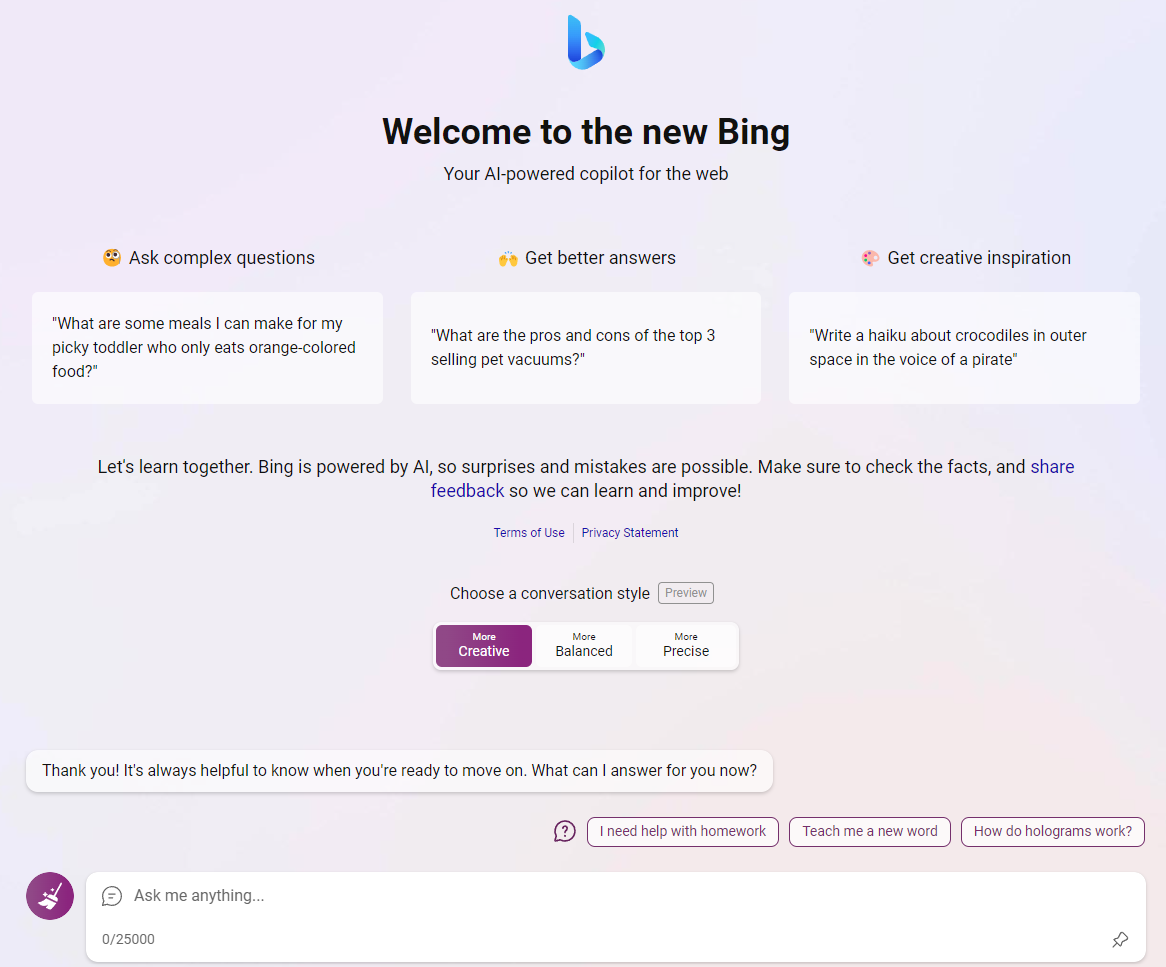 Welcome to the new Bing
Your AI-powered copilot for the web
Ask complex questions
"What are some meals I can make for my
picky toddler who only eats orange-colored
food?"
Get better answers
"What are the pros and cons of the top 3
selling pet vacuums?"
Get creative inspiration
"Write a haiku about crocodiles in outer
space in the voice of a pirate"
Let's learn together. Bing is powered by AI, so surprises and mistakes are possible. Make sure to check the facts, and share
feedback so we can learn and improve!
Terms of Use Privacy Statement
Choose a conversation style Preview
More
Creative
More
Balanced
More
Precise
Thank you! It's always helpful to know when you're ready to move on. What can I answer for you now?
I need help with homework
Teach me a new word
How do holograms work?
Ask me anything...
0/25000